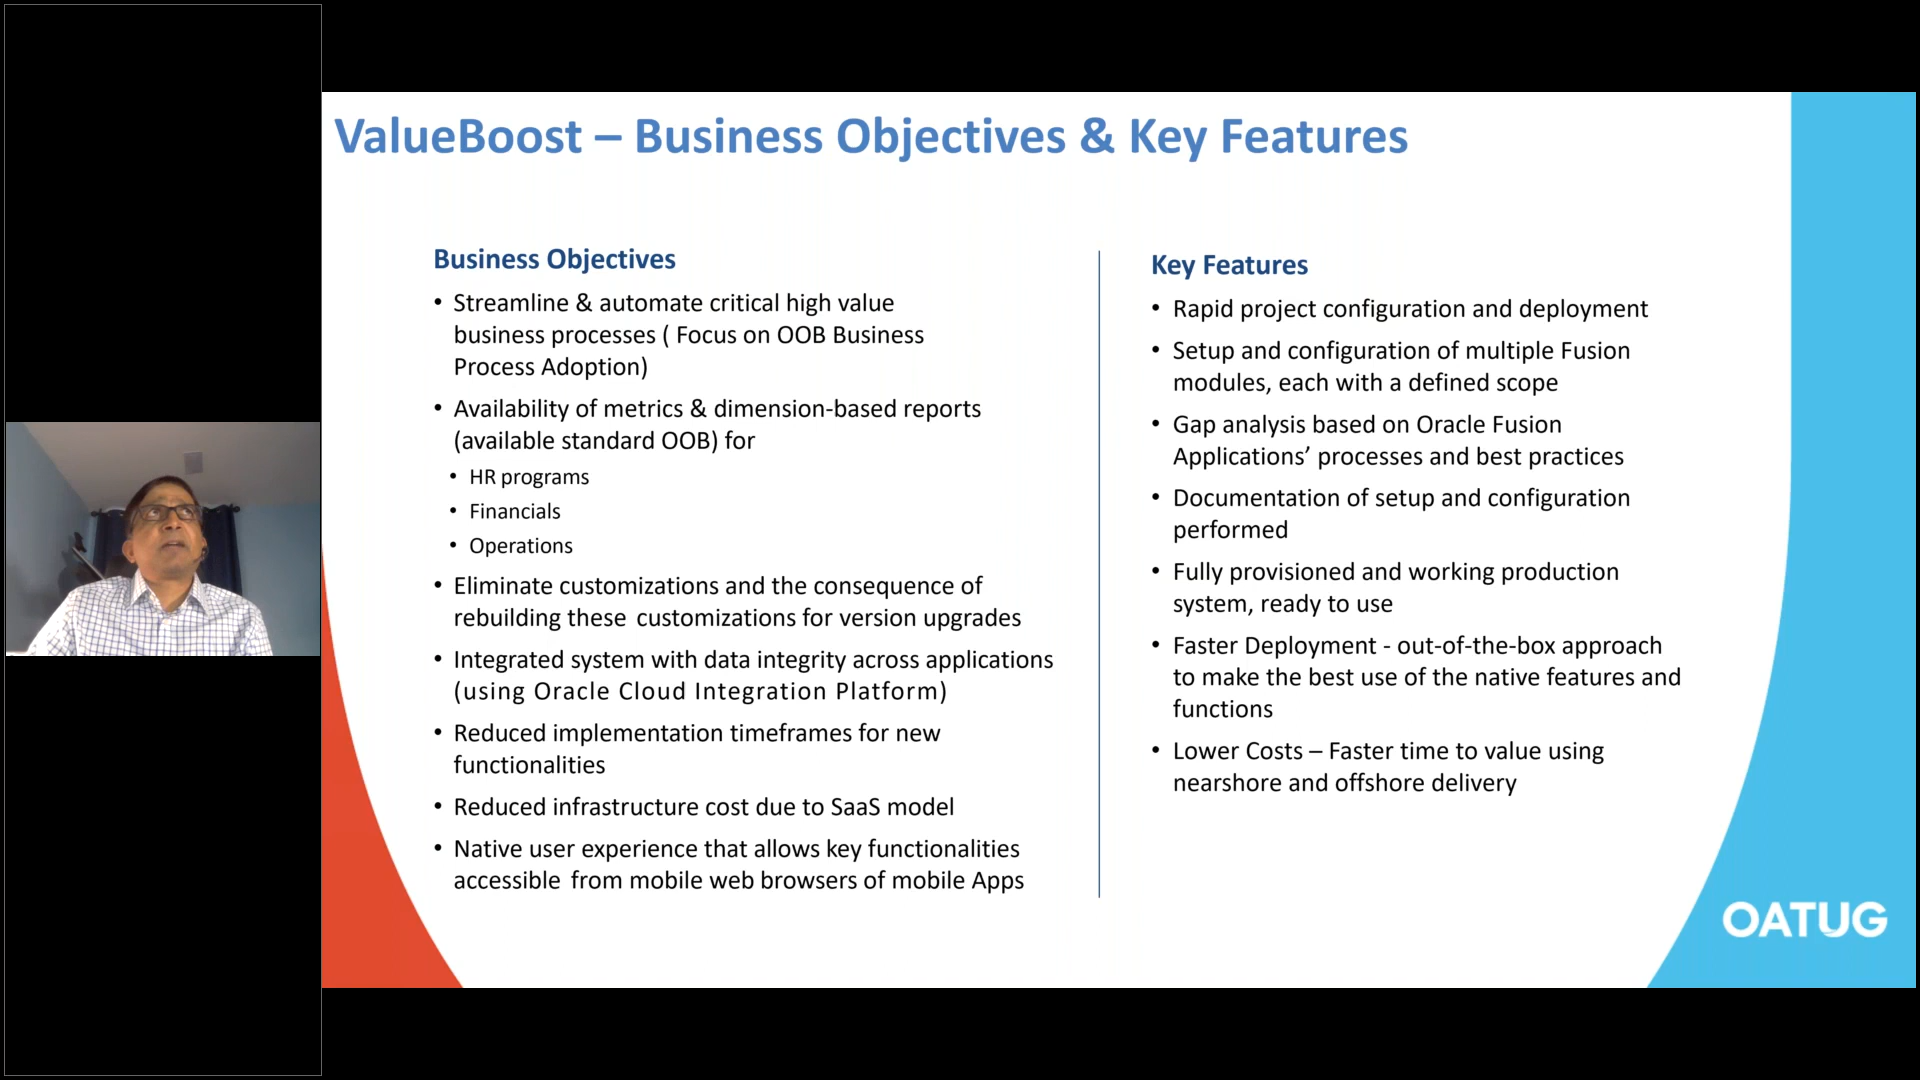 ValueBoost – Business Objectives & Key Features
Business Objectives
• Streamline & automate critical high value
business processes ( Focus on OOB Business
Process Adoption)
• Availability of metrics & dimension-based reports
(available standard OOB) for
• HR programs
• Financials
• Operations
• Eliminate customizations and the consequence of
rebuilding these customizations for version upgrades
• Integrated system with data integrity across applications
(using Oracle Cloud Integration Platform)
• Reduced implementation timeframes for new
functionalities
• Reduced infrastructure cost due to SaaS model
• Native user experience that allows key functionalities
accessible from mobile web browsers of mobile Apps
Key Features
• Rapid project configuration and deployment
• Setup and configuration of multiple Fusion
modules, each with a defined scope
• Gap analysis based on Oracle Fusion
Applications’ processes and best practices
• Documentation of setup and configuration
performed
• Fully provisioned and working production
system, ready to use
• Faster Deployment - out-of-the-box approach
to make the best use of the native features and
functions
• Lower Costs – Faster time to value using
nearshore and offshore delivery
OATUG